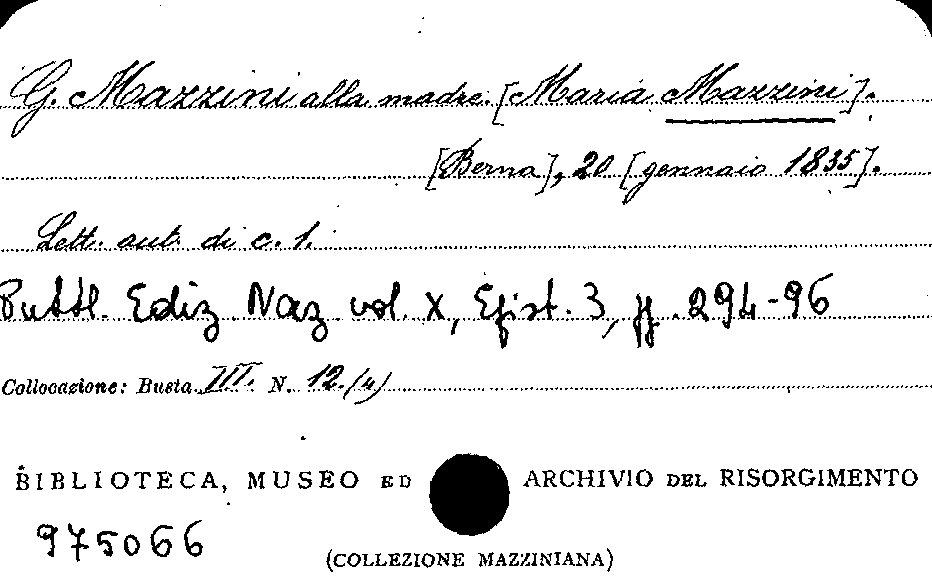 G. Mazzini alla madre. [Maria Mazzini].
[Berna], 20 [gennaio 1835].
Lett. aut. di c. 1.
Pubbl. Ediz. Naz. vol. X, Epist. 3, pp. 294-96
Collocazione: Busta III. N. 12.(4)
BIBLIOTECA, MUSEO ED ARCHIVIO DEL RISORGIMENTO
975066
(COLLEZIONE MAZZINIANA)